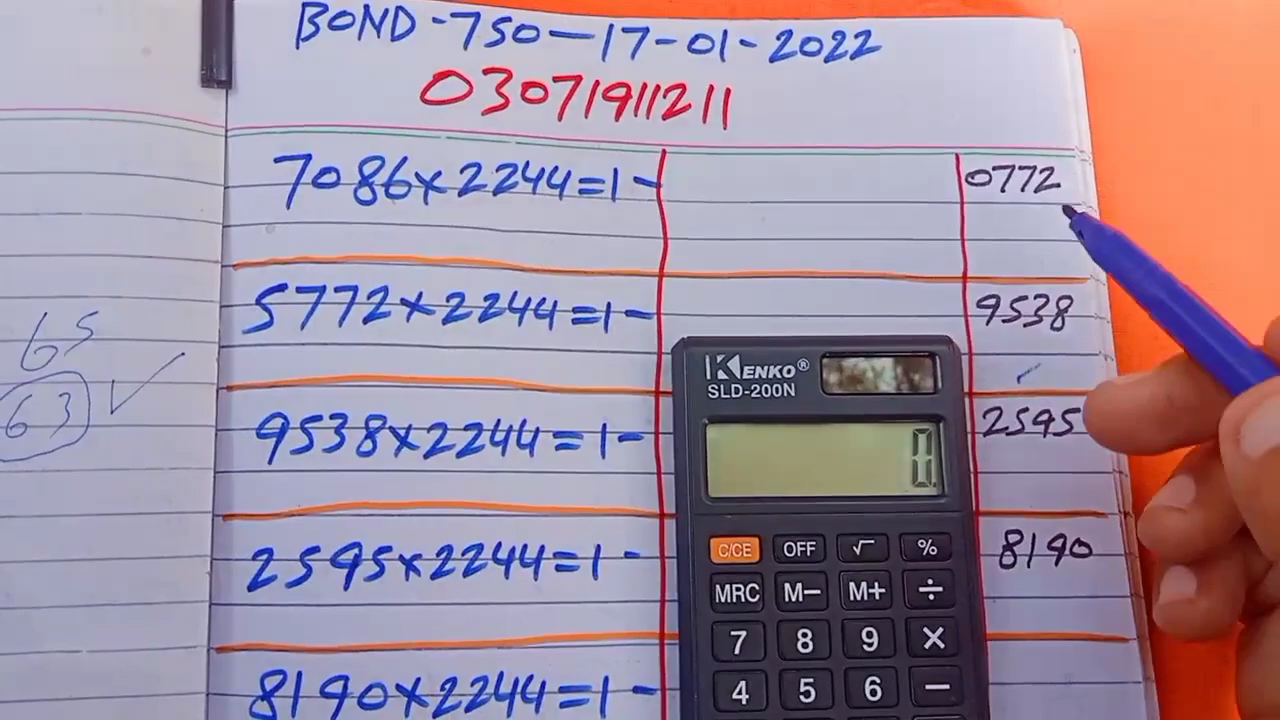 BOND-750-17-01-2022
03071911211
7086×2244=1-
0772
5772×2244=1-
9538
9538×2244=1-
2595
2595×2244=1-
8190
8190×2244=1-
65
63
KENKO®
SLD-200N
0.
C/CE OFF √ %
MRC M- M+ ÷
7 8 9 ×
4 5 6 -